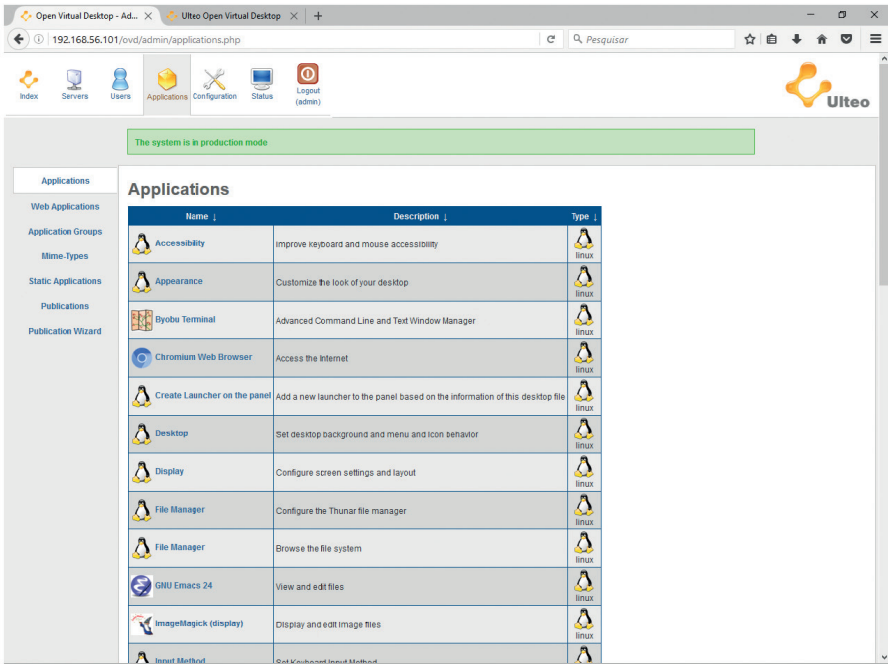 Open Virtual Desktop - Ad... × Ulteo Open Virtual Desktop × +
192.168.56.101/ovd/admin/applications.php Pesquisar
Index Servers Users Applications Configuration Status Logout (admin)
Ulteo
The system is in production mode
Applications
Web Applications
Application Groups
Mime-Types
Static Applications
Publications
Publication Wizard
Applications
Name ↓ Description ↓ Type ↓
Accessibility Improve keyboard and mouse accessibility linux
Appearance Customize the look of your desktop linux
Byobu Terminal Advanced Command Line and Text Window Manager linux
Chromium Web Browser Access the Internet linux
Create Launcher on the panel Add a new launcher to the panel based on the information of this desktop file linux
Desktop Set desktop background and menu and icon behavior linux
Display Configure screen settings and layout linux
File Manager Configure the Thunar file manager linux
File Manager Browse the file system linux
GNU Emacs 24 View and edit files linux
ImageMagick (display) Display and edit image files linux
Input Method Set Keyboard Input Method